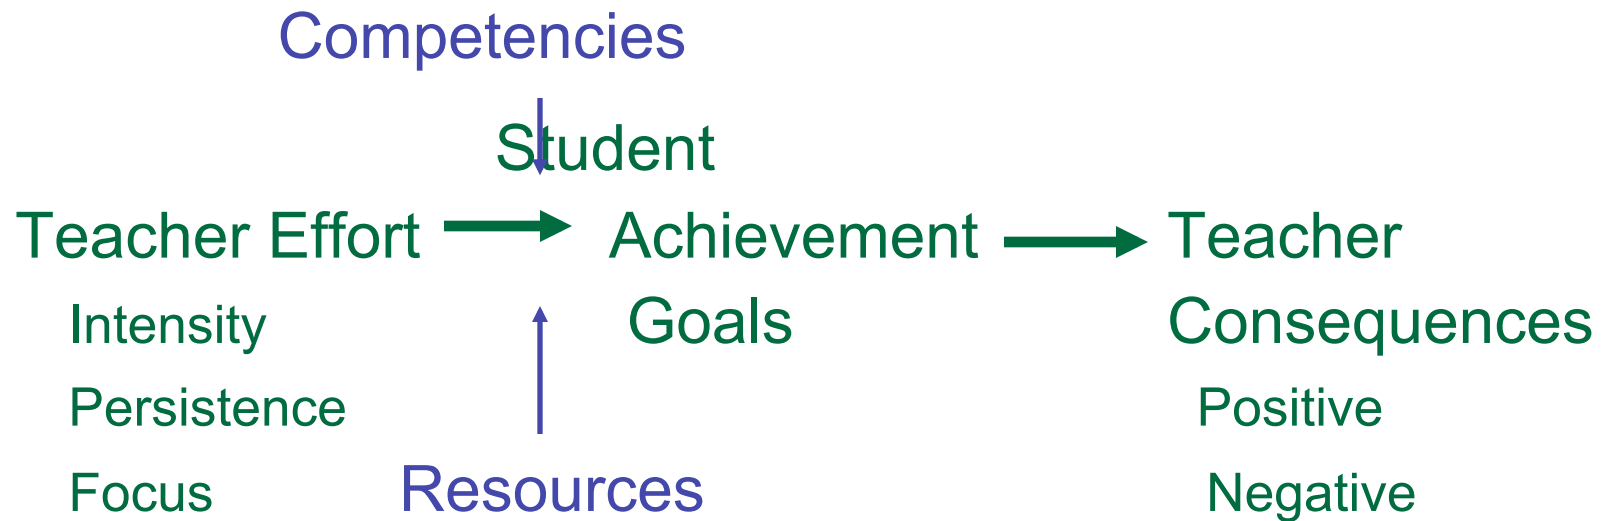 Competencies
Student
Teacher Effort Achievement Teacher
Intensity Goals Consequences
Persistence Positive
Focus Resources Negative